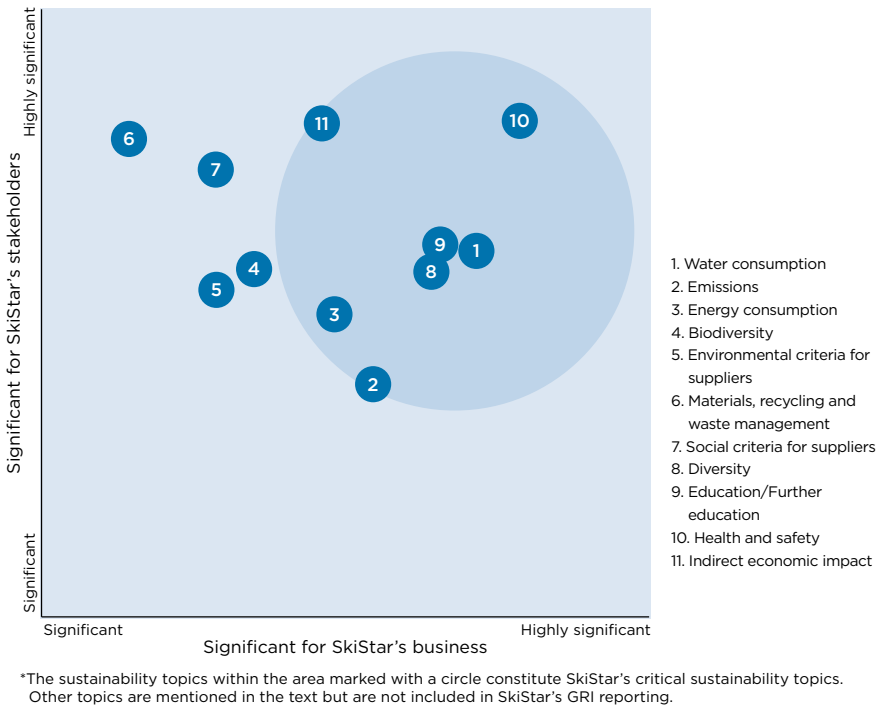 Highly significant
Significant for SkiStar's stakeholders
Significant
6
7
11
10
9
1
8
4
5
3
2
Significant
Highly significant
Significant for SkiStar's business
1. Water consumption
2. Emissions
3. Energy consumption
4. Biodiversity
5. Environmental criteria for
suppliers
6. Materials, recycling and
waste management
7. Social criteria for suppliers
8. Diversity
9. Education/Further
education
10. Health and safety
11. Indirect economic impact
*The sustainability topics within the area marked with a circle constitute SkiStar's critical sustainability topics.
Other topics are mentioned in the text but are not included in SkiStar's GRI reporting.